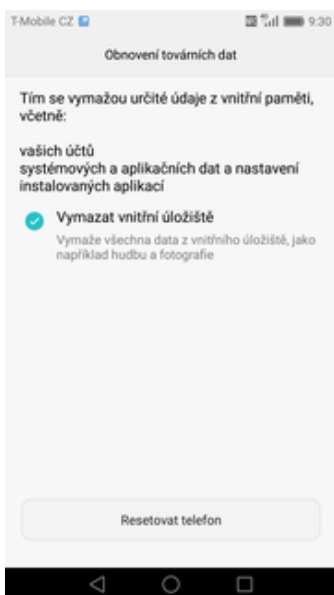 T-Mobile CZ 9:30
Obnovení továrních dat
Tím se vymažou určité údaje z vnitřní paměti,
včetně:
vašich účtů
systémových a aplikačních dat a nastavení
instalovaných aplikací
Vymazat vnitřní úložiště
Vymaže všechna data z vnitřního úložiště, jako
například hudbu a fotografie
Resetovat telefon